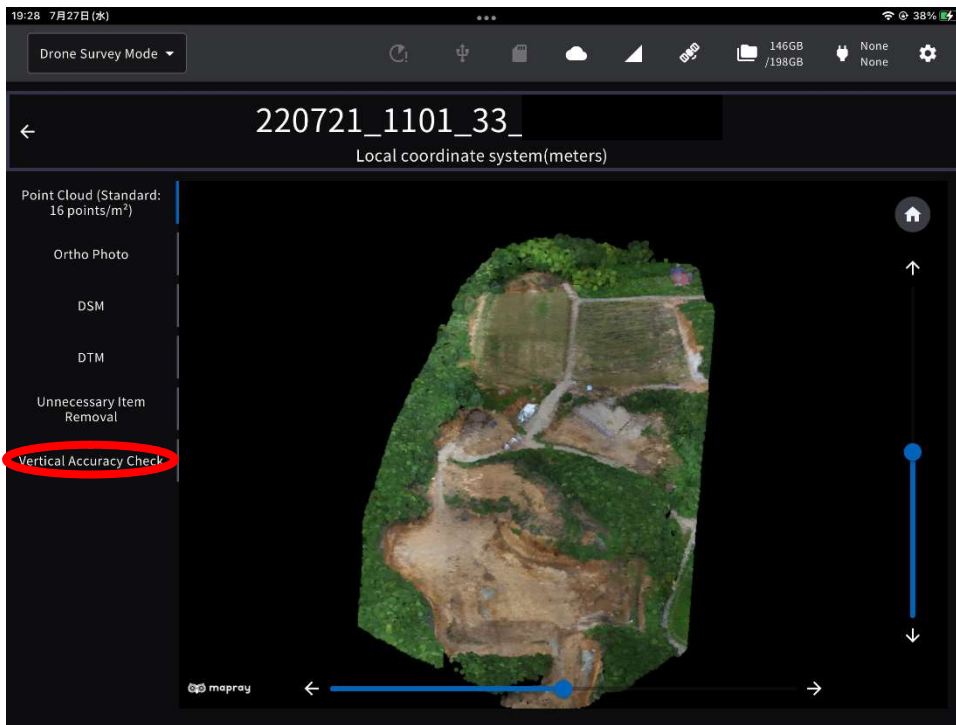 19:28 7月27日(水)
38%
Drone Survey Mode
146GB
/198GB
None
None
220721_1101_33_
Local coordinate system(meters)
Point Cloud (Standard:
16 points/m²)
Ortho Photo
DSM
DTM
Unnecessary Item
Removal
Vertical Accuracy Check
mapray